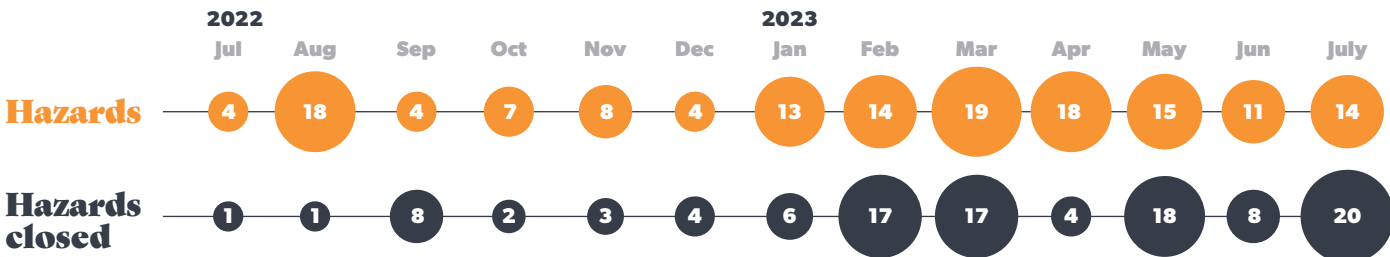 2022 2023
Jul Aug Sep Oct Nov Dec Jan Feb Mar Apr May Jun July
Hazards 4 18 4 7 8 4 13 14 19 18 15 11 14
Hazards
closed
1 1 8 2 3 4 6 17 17 4 18 8 20